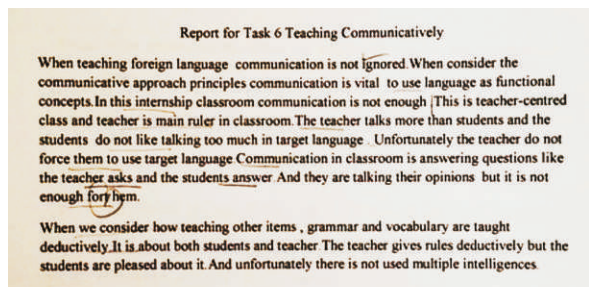 Report for Task 6 Teaching Communicatively
When teaching foreign language communication is not ignored.When consider the
communicative approach principles communication is vital to use language as functional
concepts.In this internship classroom communication is not enough .This is teacher-centred
class and teacher is main ruler in classroom.The teacher talks more than students and the
students do not like talking too much in target language . Unfortunately the teacher do not
force them to use target language.Communication in classroom is answering questions like
the teacher asks and the students answer.And they are talking their opinions but it is not
enough for them.
When we consider how teaching other items , grammar and vocabulary are taught
deductively.It is about both students and teacher.The teacher gives rules deductively but the
students are pleased about it.And unfortunately there is not used multiple intelligences.